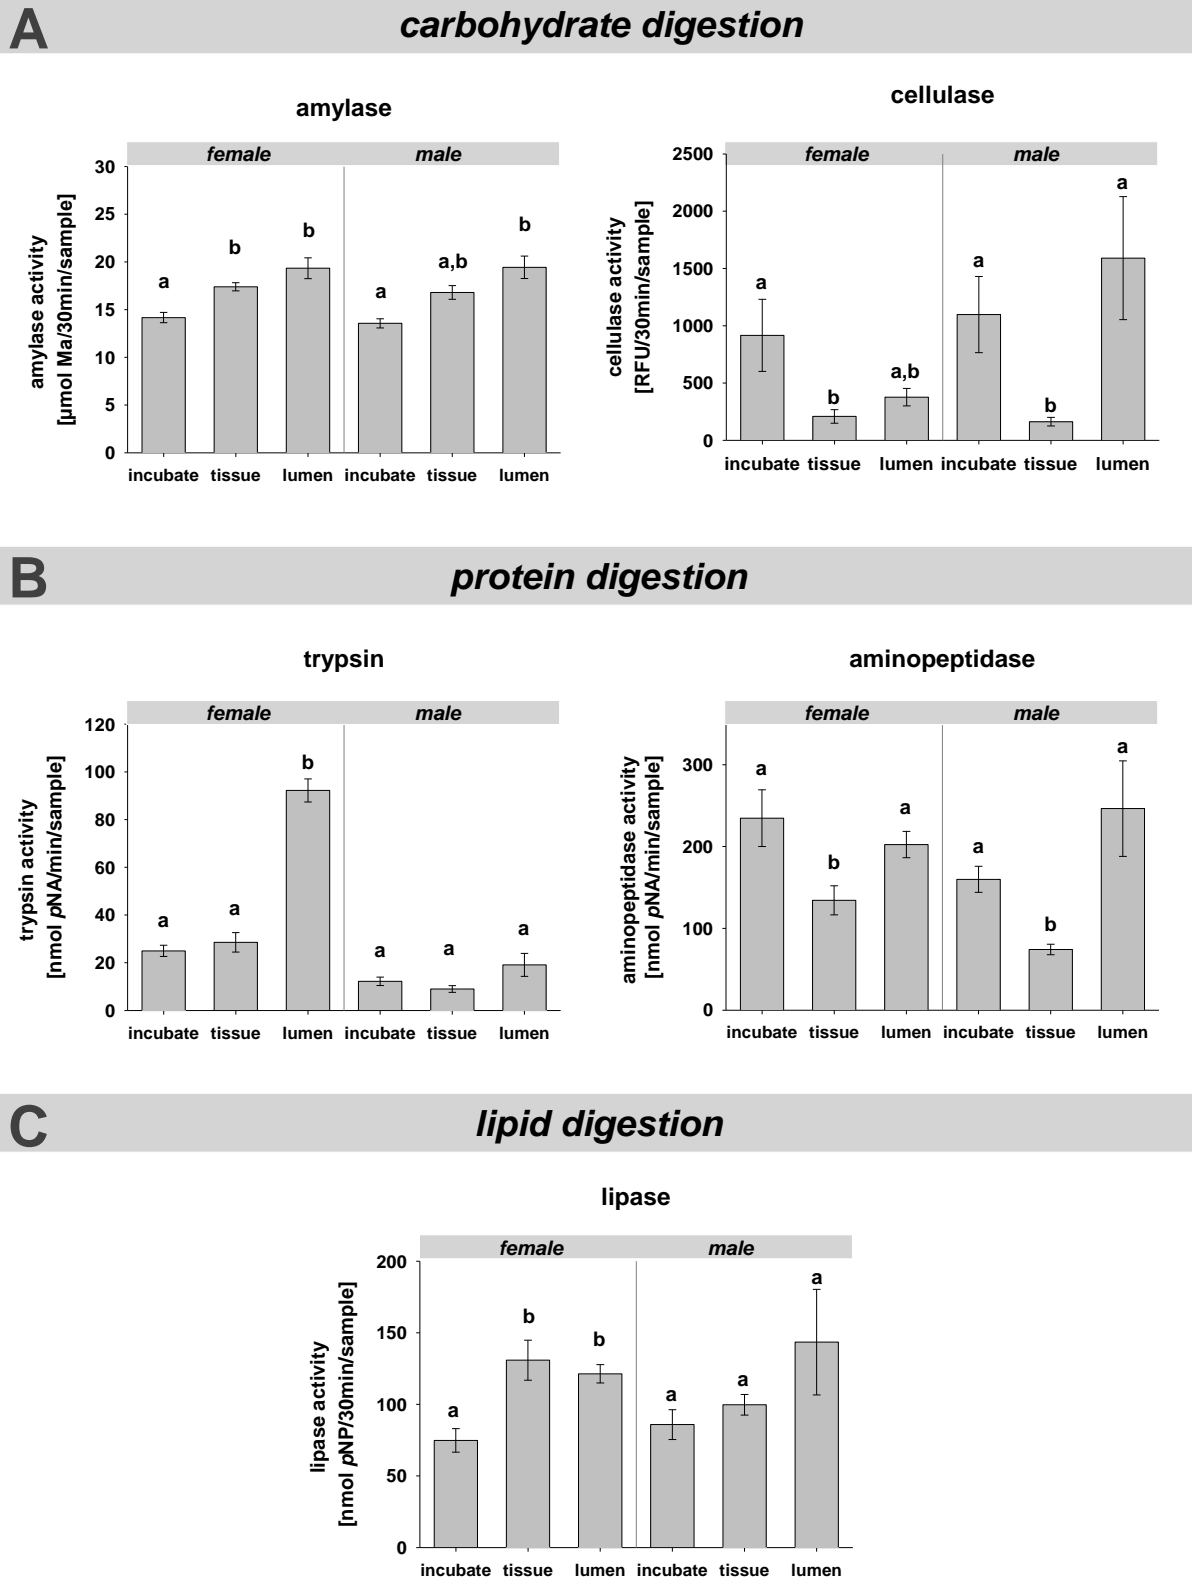 A carbohydrate digestion
amylase
female male
amylase activity
[µmol Ma/30min/sample]
30
25
20
15
10
5
0
a b b a a,b b
incubate tissue lumen incubate tissue lumen
cellulase
female male
cellulase activity
[RFU/30min/sample]
2500
2000
1500
1000
500
0
a b a,b a b a
incubate tissue lumen incubate tissue lumen
B protein digestion
trypsin
female male
trypsin activity
[nmol pNA/min/sample]
120
100
80
60
40
20
0
a a b a a a
incubate tissue lumen incubate tissue lumen
aminopeptidase
female male
aminopeptidase activity
[nmol pNA/min/sample]
300
200
100
0
a b a a b a
incubate tissue lumen incubate tissue lumen
C lipid digestion
lipase
female male
lipase activity
[nmol pNP/30min/sample]
200
150
100
50
0
a b b a a a
incubate tissue lumen incubate tissue lumen